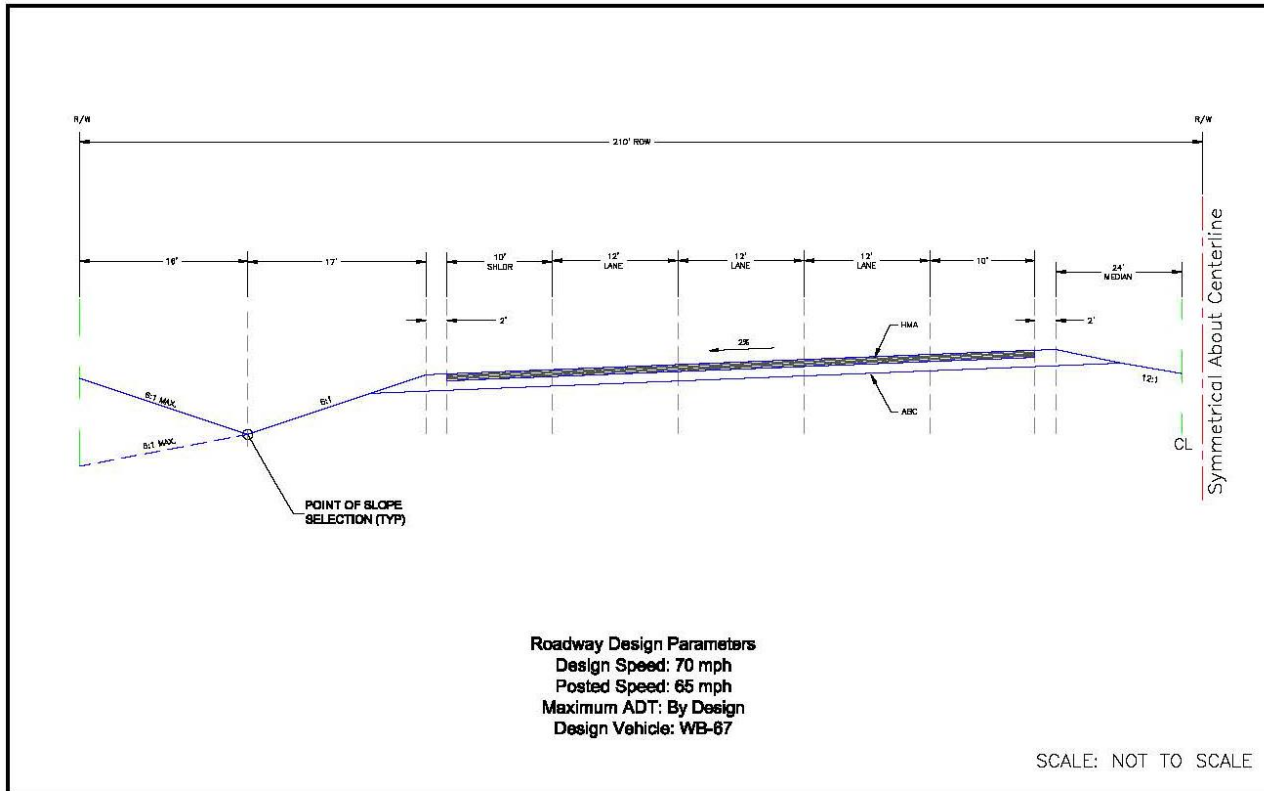 R/W
R/W
210' ROW
16'
17'
10'
SHLDR
12'
LANE
12'
LANE
12'
LANE
10'
24'
MEDIAN
2'
2'
HMA
2%
6:1 MAX.
6:1
ABC
12:1
6:1 MAX.
CL
Symmetrical About Centerline
POINT OF SLOPE
SELECTION (TYP)
Roadway Design Parameters
Design Speed: 70 mph
Posted Speed: 65 mph
Maximum ADT: By Design
Design Vehicle: WB-67
SCALE: NOT TO SCALE